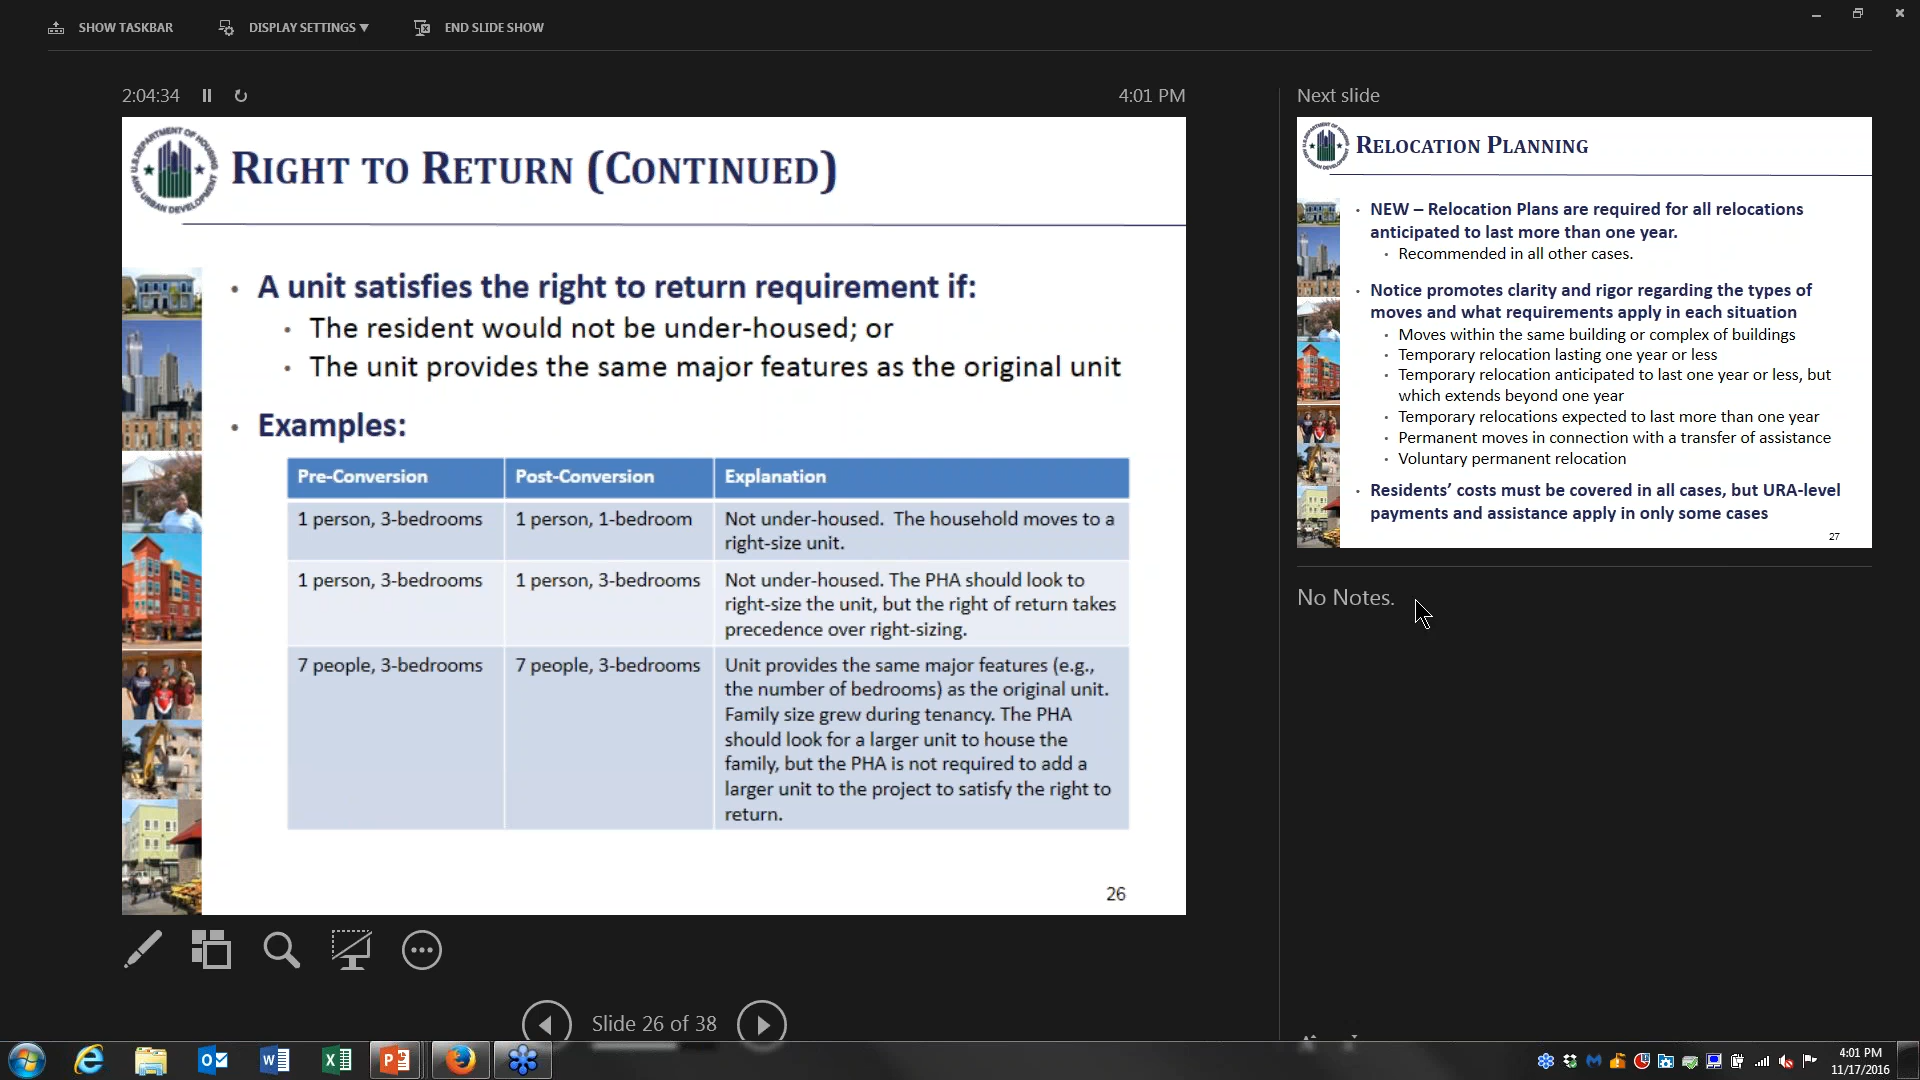 SHOW TASKBAR
DISPLAY SETTINGS ▾
END SLIDE SHOW
2:04:34
4:01 PM
U.S. DEPARTMENT OF HOUSING AND URBAN DEVELOPMENT
RIGHT TO RETURN (CONTINUED)
• A unit satisfies the right to return requirement if:
• The resident would not be under-housed; or
• The unit provides the same major features as the original unit
• Examples:
Pre-Conversion
Post-Conversion
Explanation
1 person, 3-bedrooms
1 person, 1-bedroom
Not under-housed. The household moves to a
right-size unit.
1 person, 3-bedrooms
1 person, 3-bedrooms
Not under-housed. The PHA should look to
right-size the unit, but the right of return takes
precedence over right-sizing.
7 people, 3-bedrooms
7 people, 3-bedrooms
Unit provides the same major features (e.g.,
the number of bedrooms) as the original unit.
Family size grew during tenancy. The PHA
should look for a larger unit to house the
family, but the PHA is not required to add a
larger unit to the project to satisfy the right to
return.
26
Slide 26 of 38
Next slide
RELOCATION PLANNING
• NEW – Relocation Plans are required for all relocations
anticipated to last more than one year.
• Recommended in all other cases.
• Notice promotes clarity and rigor regarding the types of
moves and what requirements apply in each situation
• Moves within the same building or complex of buildings
• Temporary relocation lasting one year or less
• Temporary relocation anticipated to last one year or less, but
which extends beyond one year
• Temporary relocations expected to last more than one year
• Permanent moves in connection with a transfer of assistance
• Voluntary permanent relocation
• Residents’ costs must be covered in all cases, but URA-level
payments and assistance apply in only some cases
27
No Notes.
4:01 PM
11/17/2016